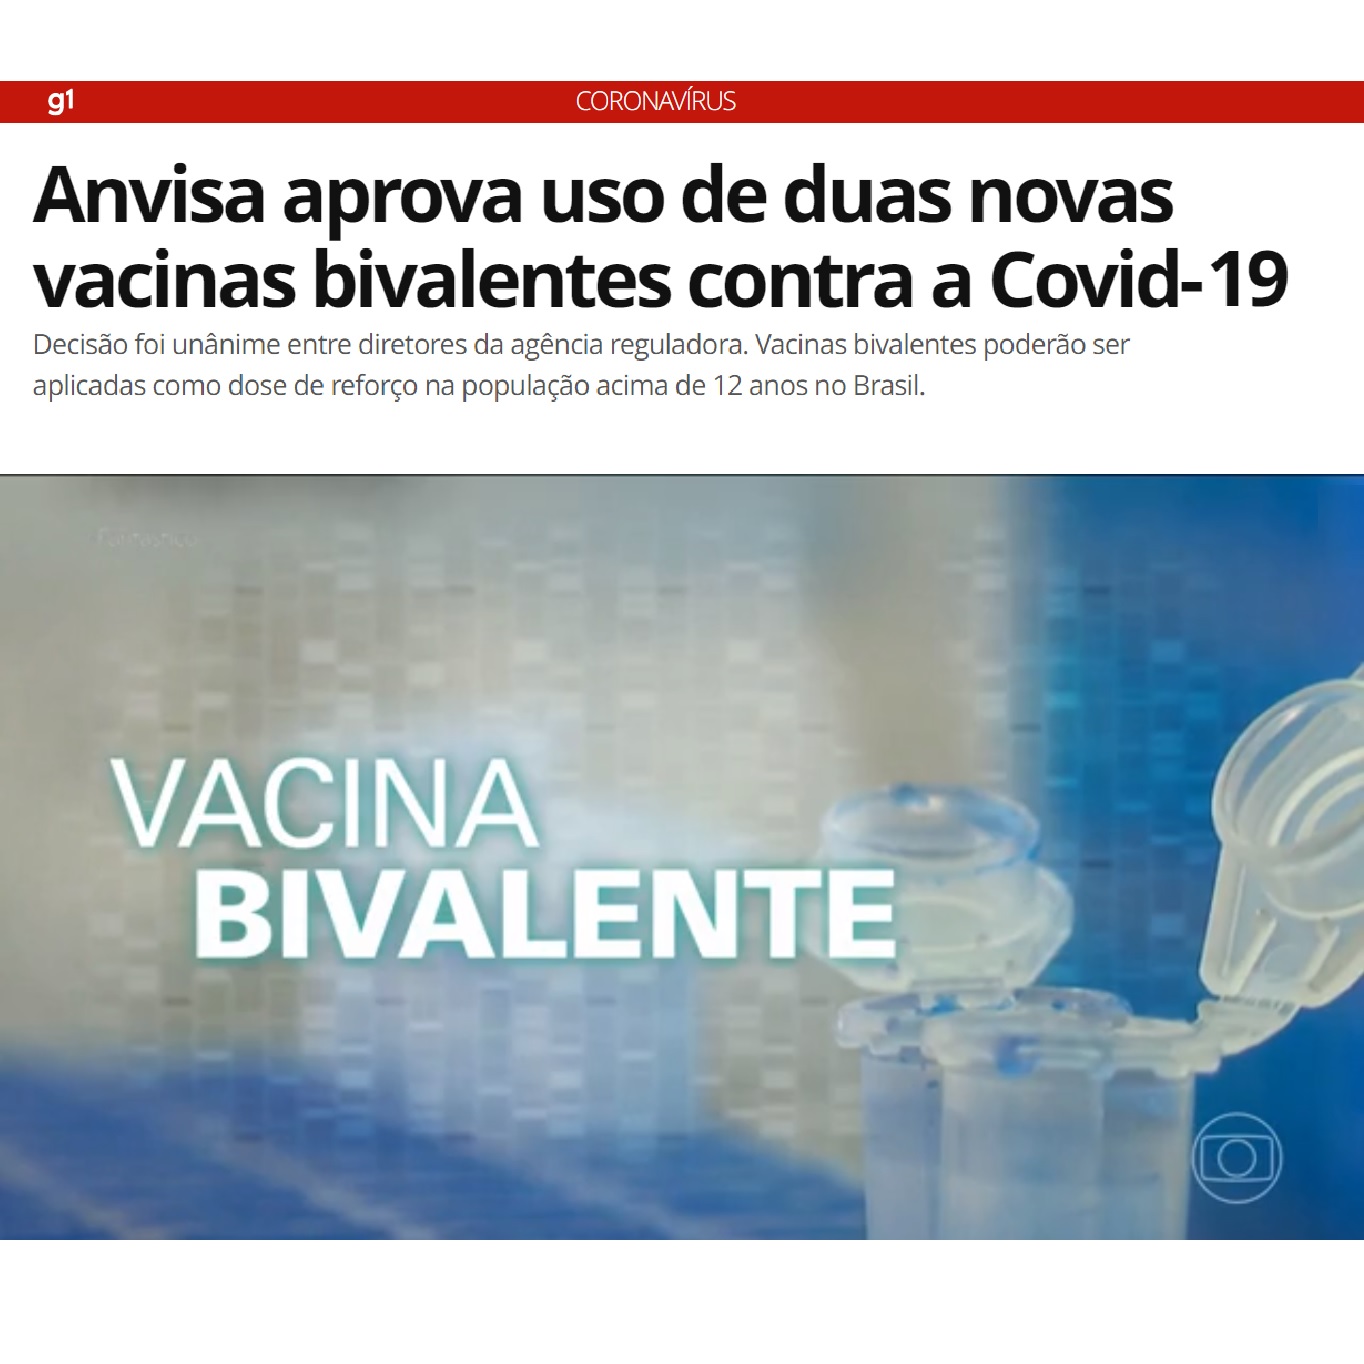 g1
CORONAVÍRUS
Anvisa aprova uso de duas novas
vacinas bivalentes contra a Covid-19
Decisão foi unânime entre diretores da agência reguladora. Vacinas bivalentes poderão ser
aplicadas como dose de reforço na população acima de 12 anos no Brasil.
Fantástico
VACINA
BIVALENTE